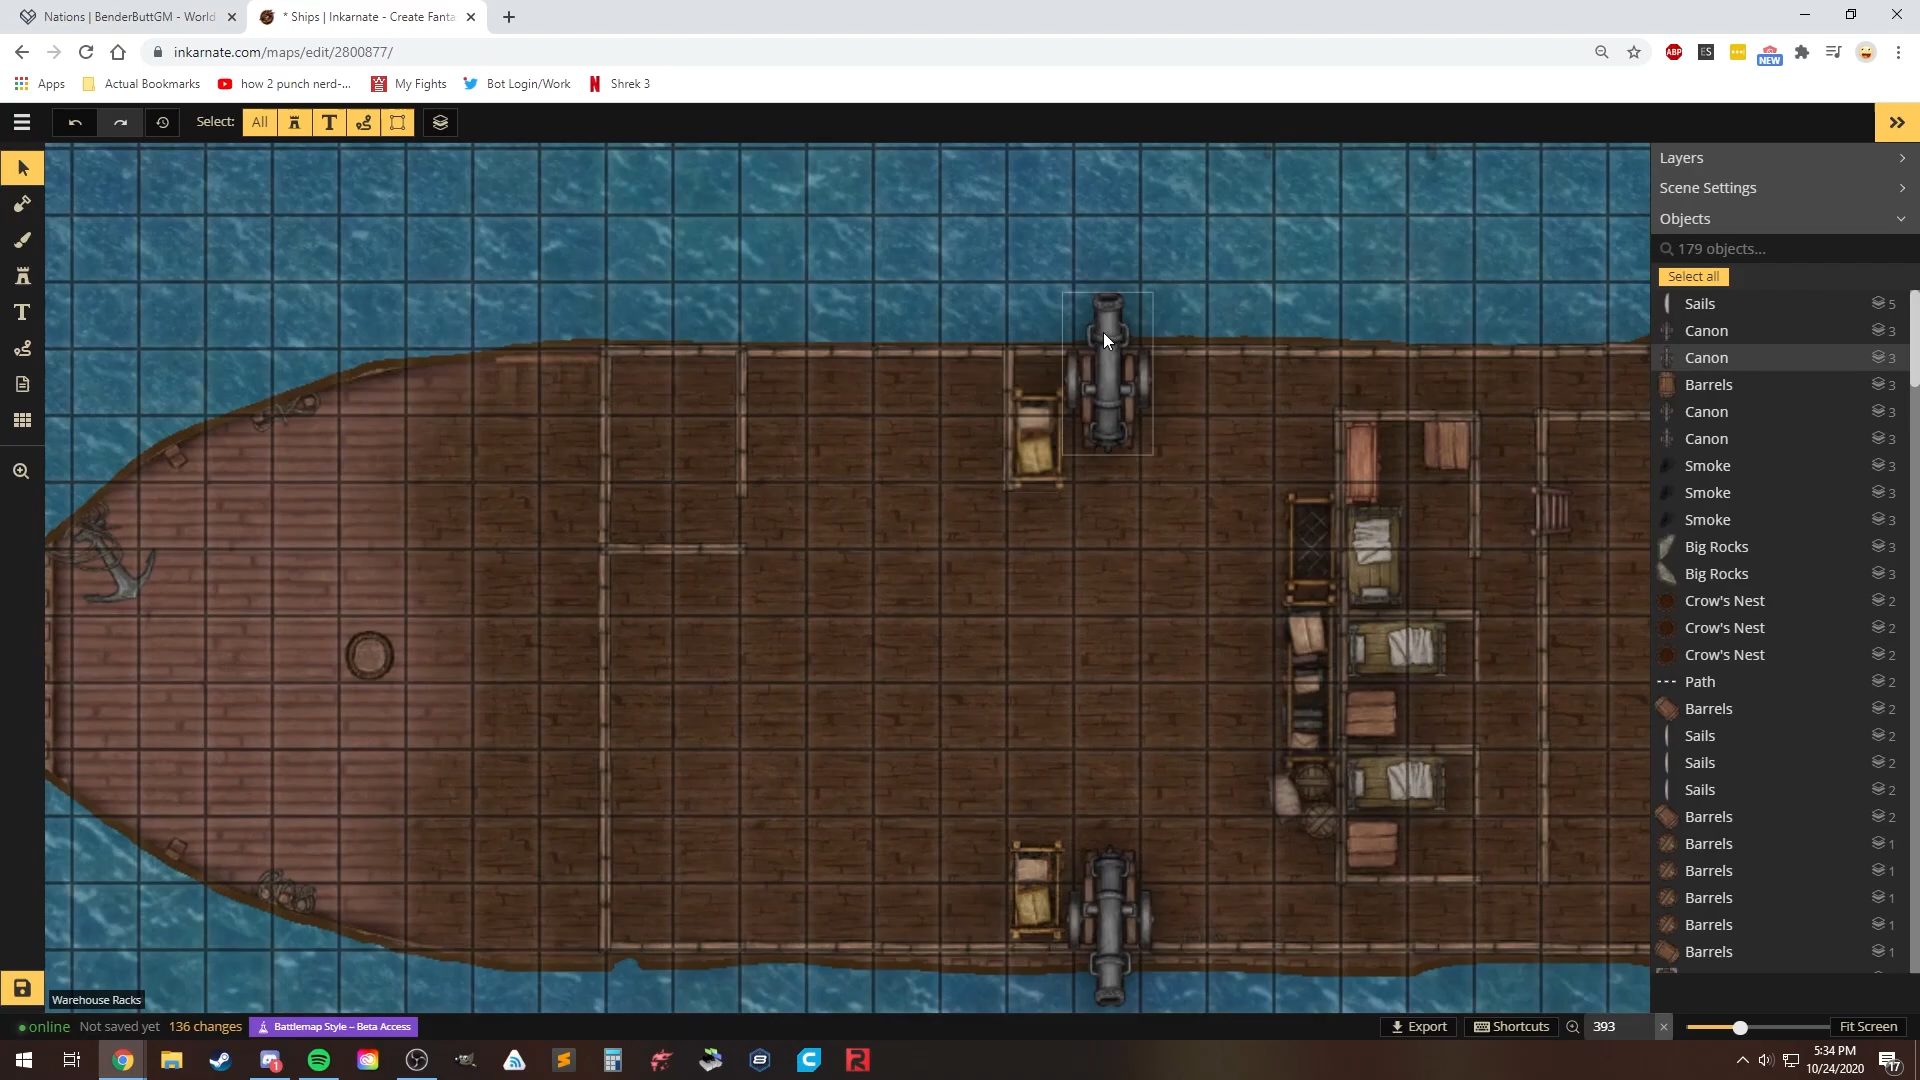 Nations | BenderButtGM - World
* Ships | Inkarnate - Create Fanta
inkarnate.com/maps/edit/2800877/
ABP
ES
NEW
Apps
Actual Bookmarks
how 2 punch nerd-...
My Fights
Bot Login/Work
Shrek 3
Select:
All
Layers
Scene Settings
Objects
179 objects...
Select all
Sails 5
Canon 3
Canon 3
Barrels 3
Canon 3
Canon 3
Smoke 3
Smoke 3
Smoke 3
Big Rocks 3
Big Rocks 3
Crow's Nest 2
Crow's Nest 2
Crow's Nest 2
Path 2
Barrels 2
Sails 2
Sails 2
Sails 2
Barrels 2
Barrels 1
Barrels 1
Barrels 1
Barrels 1
Barrels 1
Warehouse Racks
online
Not saved yet
136 changes
Battlemap Style – Beta Access
Export
Shortcuts
393
Fit Screen
5:34 PM
10/24/2020
17
1